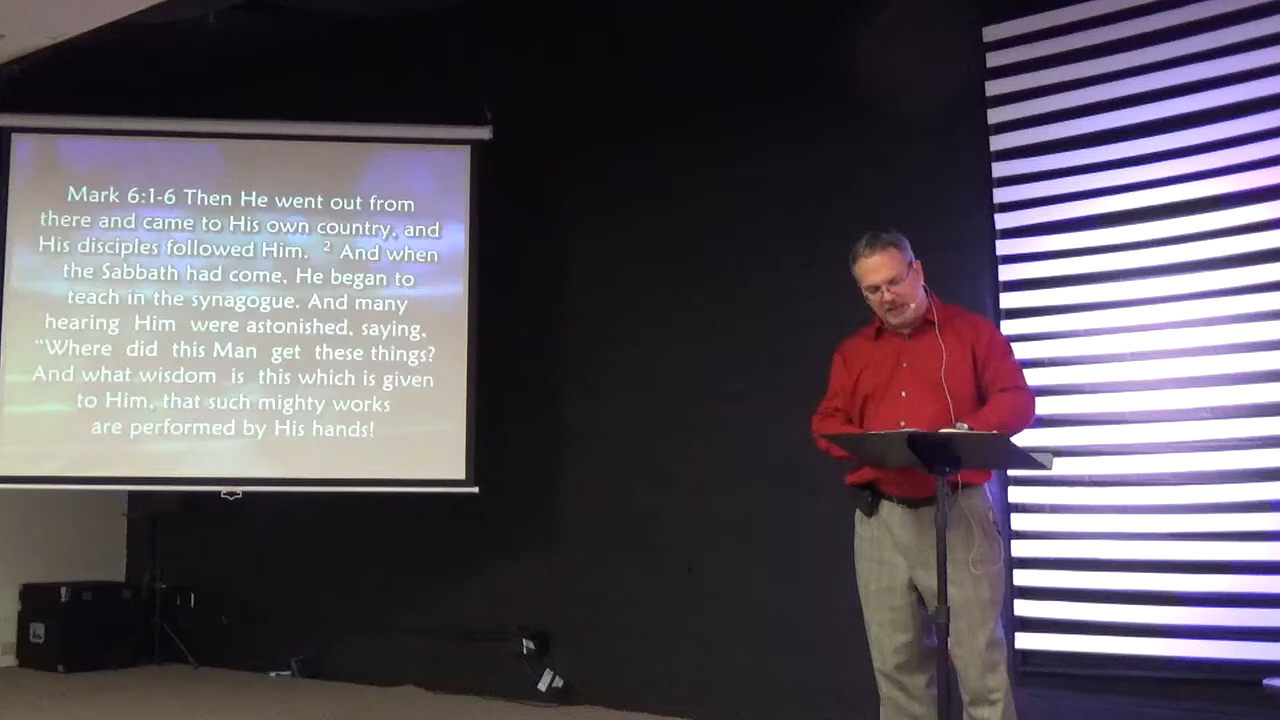 Mark 6:1-6 Then He went out from
there and came to His own country, and
His disciples followed Him. ² And when
the Sabbath had come, He began to
teach in the synagogue. And many
hearing Him were astonished, saying,
"Where did this Man get these things?
And what wisdom is this which is given
to Him, that such mighty works
are performed by His hands!